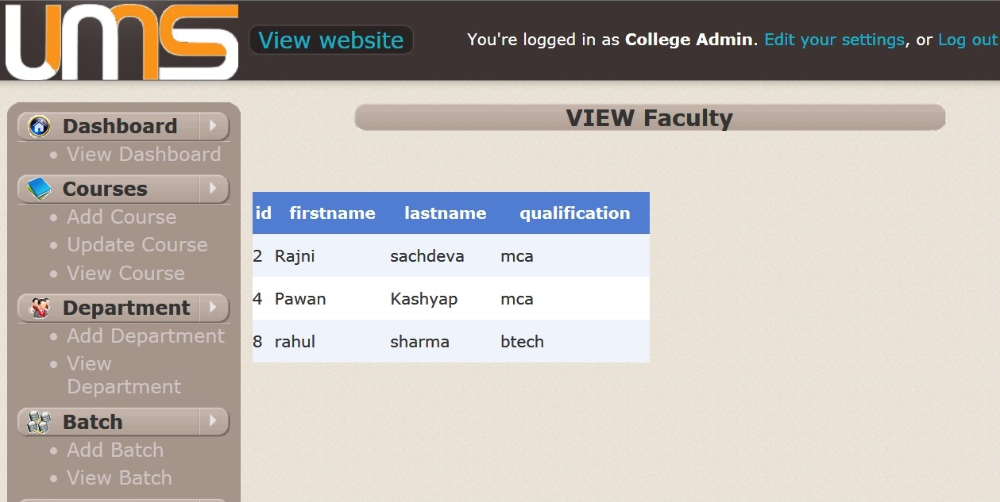 UMS
View website
You're logged in as College Admin. Edit your settings, or Log out
Dashboard
View Dashboard
Courses
Add Course
Update Course
View Course
Department
Add Department
View
Department
Batch
Add Batch
View Batch
VIEW Faculty
id firstname lastname qualification
2 Rajni sachdeva mca
4 Pawan Kashyap mca
8 rahul sharma btech